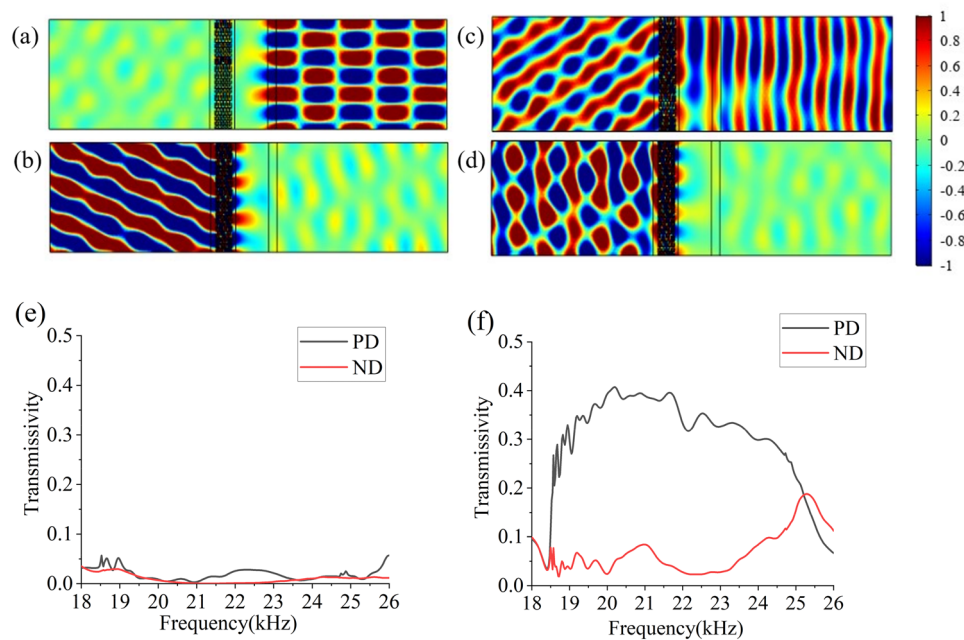 (a)
(c)
1
0.8
0.6
0.4
0.2
0
-0.2
-0.4
-0.6
-0.8
-1
(b)
(d)
(e)
PD
ND
0.5
0.4
0.3
0.2
0.1
0.0
Transmissivity
18 19 20 21 22 23 24 25 26
Frequency(kHz)
(f)
PD
ND
0.5
0.4
0.3
0.2
0.1
0.0
Transmissivity
18 19 20 21 22 23 24 25 26
Frequency(kHz)